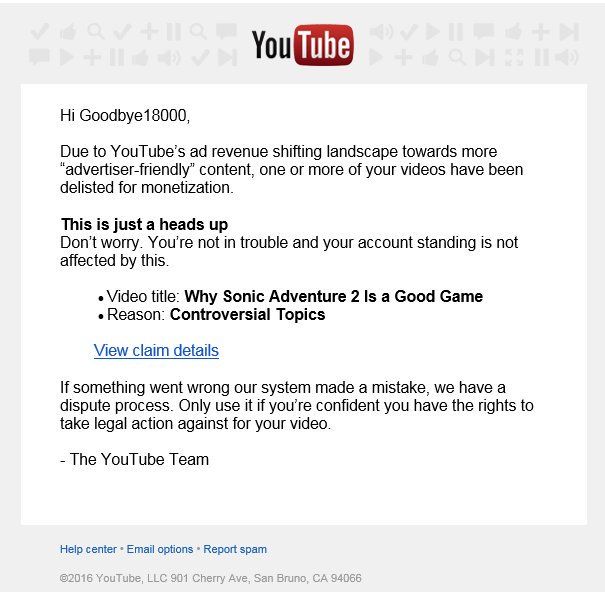 YouTube
Hi Goodbye18000,
Due to YouTube's ad revenue shifting landscape towards more
“advertiser-friendly” content, one or more of your videos have been
delisted for monetization.
This is just a heads up
Don't worry. You're not in trouble and your account standing is not
affected by this.
• Video title: Why Sonic Adventure 2 Is a Good Game
• Reason: Controversial Topics
View claim details
If something went wrong our system made a mistake, we have a
dispute process. Only use it if you're confident you have the rights to
take legal action against for your video.
- The YouTube Team
Help center • Email options • Report spam
©2016 YouTube, LLC 901 Cherry Ave, San Bruno, CA 94066